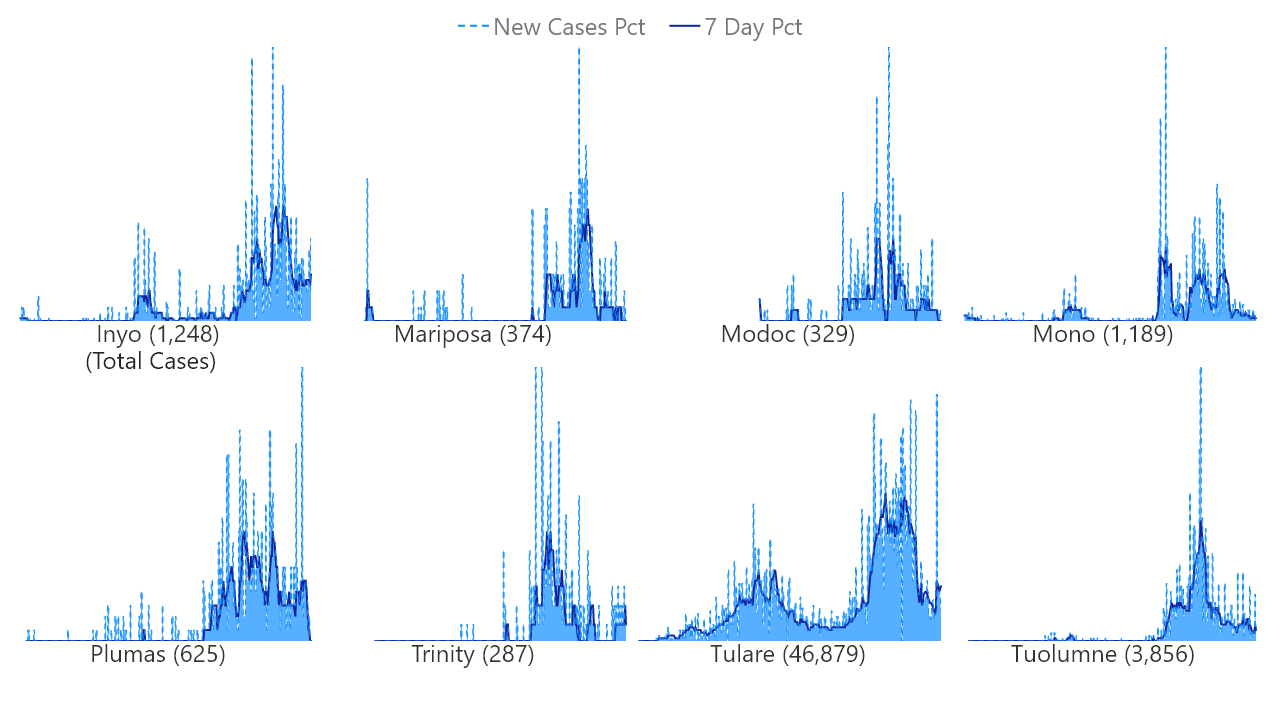 New Cases Pct 7 Day Pct
Inyo (1,248) Mariposa (374) Modoc (329) Mono (1,189)
(Total Cases)
Plumas (625) Trinity (287) Tulare (46,879) Tuolumne (3,856)